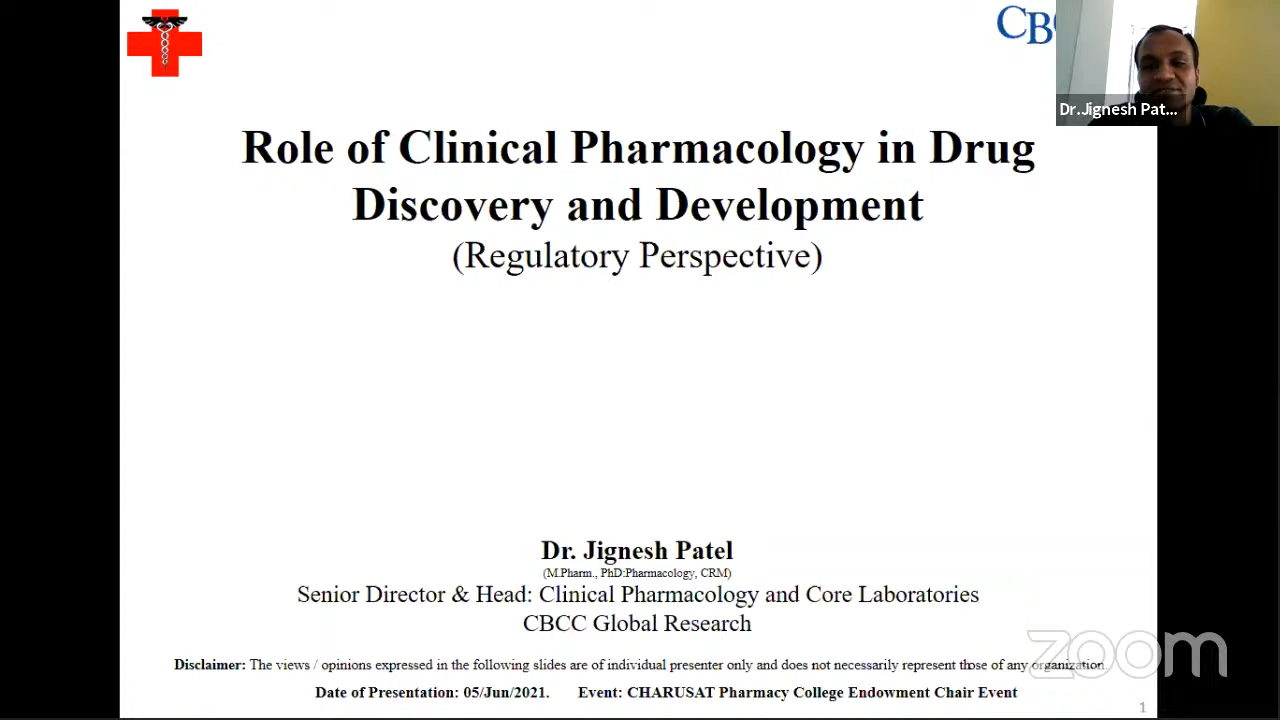 CBC
Dr.Jignesh Pat...
Role of Clinical Pharmacology in Drug
Discovery and Development
(Regulatory Perspective)
Dr. Jignesh Patel
(M.Pharm., PhD:Pharmacology, CRM)
Senior Director & Head: Clinical Pharmacology and Core Laboratories
CBCC Global Research
zoom
Disclaimer: The views / opinions expressed in the following slides are of individual presenter only and does not necessarily represent those of any organization.
Date of Presentation: 05/Jun/2021. Event: CHARUSAT Pharmacy College Endowment Chair Event
1